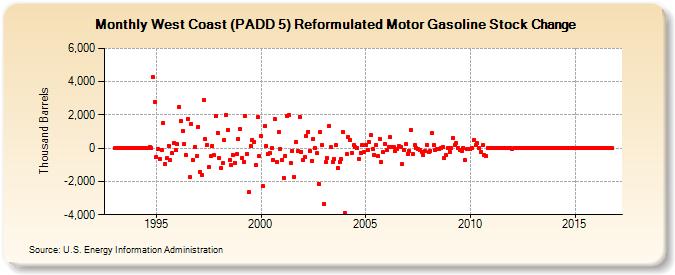 Monthly West Coast (PADD 5) Reformulated Motor Gasoline Stock Change
Thousand Barrels
6,000
4,000
2,000
0
-2,000
-4,000
1995 2000 2005 2010 2015
Source: U.S. Energy Information Administration